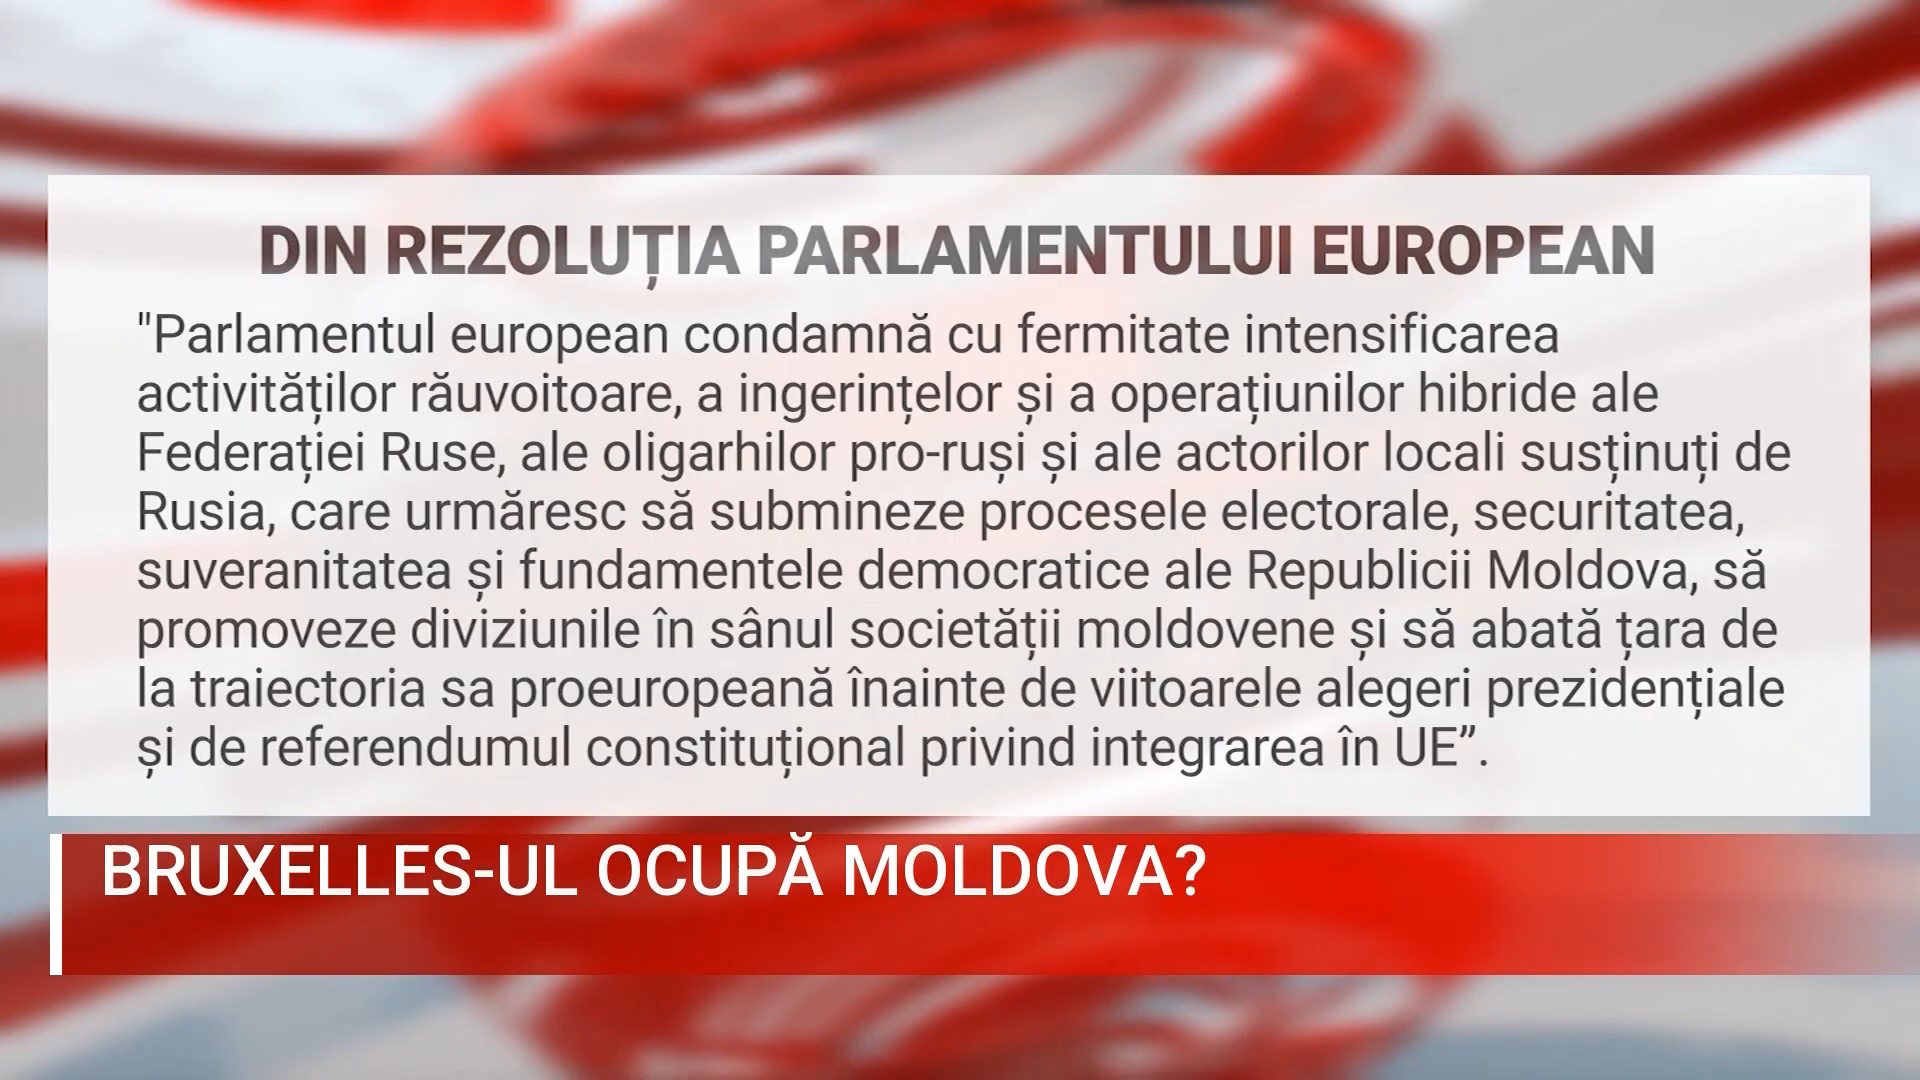 DIN REZOLUȚIA PARLAMENTULUI EUROPEAN
"Parlamentul european condamnă cu fermitate intensificarea
activităților răuvoitoare, a ingerințelor și a operațiunilor hibride ale
Federației Ruse, ale oligarhilor pro-ruși și ale actorilor locali susținuți de
Rusia, care urmăresc să submineze procesele electorale, securitatea,
suveranitatea și fundamentele democratice ale Republicii Moldova, să
promoveze diviziunile în sânul societății moldovene și să abată țara de
la traiectoria sa proeuropeană înainte de viitoarele alegeri prezidențiale
și de referendumul constituțional privind integrarea în UE”.
BRUXELLES-UL OCUPĂ MOLDOVA?